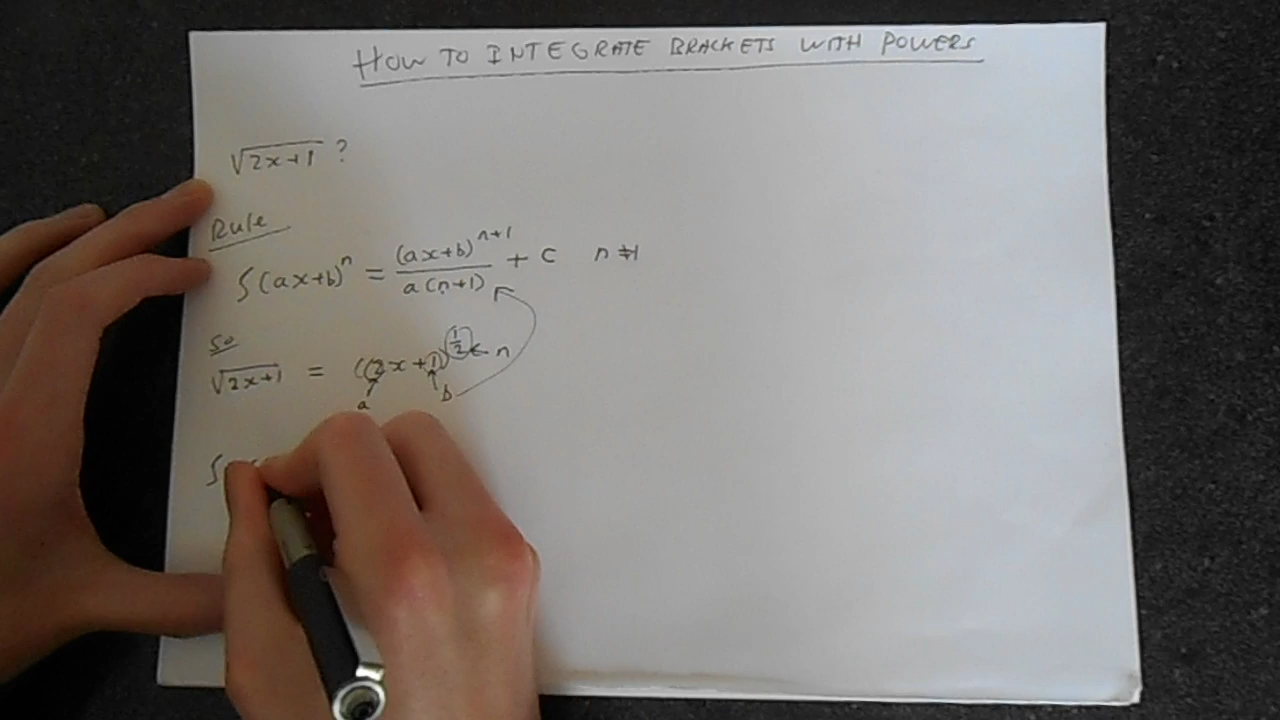 HOW TO INTEGRATE BRACKETS WITH POWERS
√(2x+1) ?
Rule
∫(ax+b)^n = (ax+b)^(n+1) / a(n+1) + c n ≠ 1
so
√(2x+1) = ((2x+1)^(1/2) ← n
a b
∫